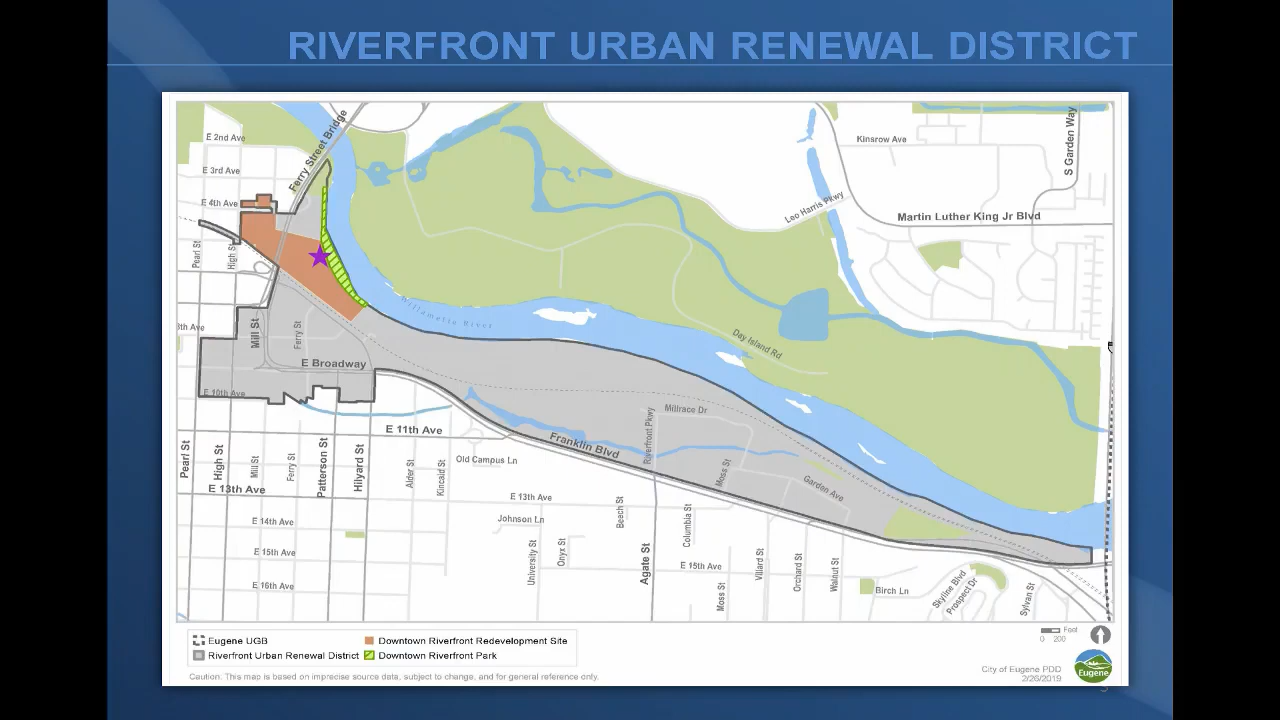 RIVERFRONT URBAN RENEWAL DISTRICT
E 2nd Ave
Ferry Street Bridge
Kinsrow Ave
S Garden Way
E 3rd Ave
E 4th Ave
Leo Harris Pkwy
Martin Luther King Jr Blvd
Pearl St
High St
Willamette River
8th Ave
Mill St
Ferry St
Day Island Rd
E Broadway
E 10th Ave
Millrace Dr
Riverfront Pkwy
E 11th Ave
Franklin Blvd
Old Campus Ln
Moss St
Garden Ave
Pearl St
High St
Mill St
Ferry St
Patterson St
Hilyard St
Alder St
Kincaid St
E 13th Ave
E 13th Ave
Johnson Ln
Beech St
Columbia St
E 14th Ave
University St
Onyx St
E 15th Ave
Agate St
E 15th Ave
Villard St
Orchard St
Walnut St
E 16th Ave
Moss St
Birch Ln
Skyline Blvd
Prospect Dr
Sylvan St
Eugene UGB
Downtown Riverfront Redevelopment Site
Riverfront Urban Renewal District
Downtown Riverfront Park
Feet
0 200
Caution: This map is based on imprecise source data, subject to change, and for general reference only.
City of Eugene PDD
2/26/2019
Eugene